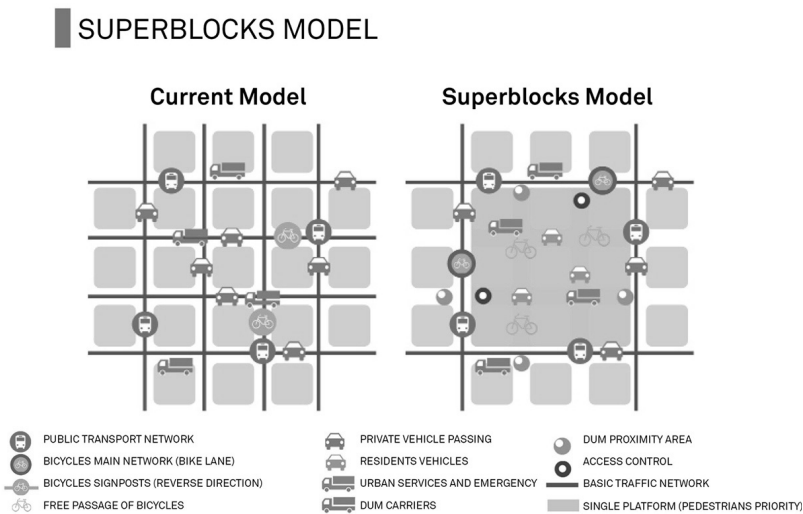 SUPERBLOCKS MODEL
Current Model
Superblocks Model
PUBLIC TRANSPORT NETWORK
BICYCLES MAIN NETWORK (BIKE LANE)
BICYCLES SIGNPOSTS (REVERSE DIRECTION)
FREE PASSAGE OF BICYCLES
PRIVATE VEHICLE PASSING
RESIDENTS VEHICLES
URBAN SERVICES AND EMERGENCY
DUM CARRIERS
DUM PROXIMITY AREA
ACCESS CONTROL
BASIC TRAFFIC NETWORK
SINGLE PLATFORM (PEDESTRIANS PRIORITY)